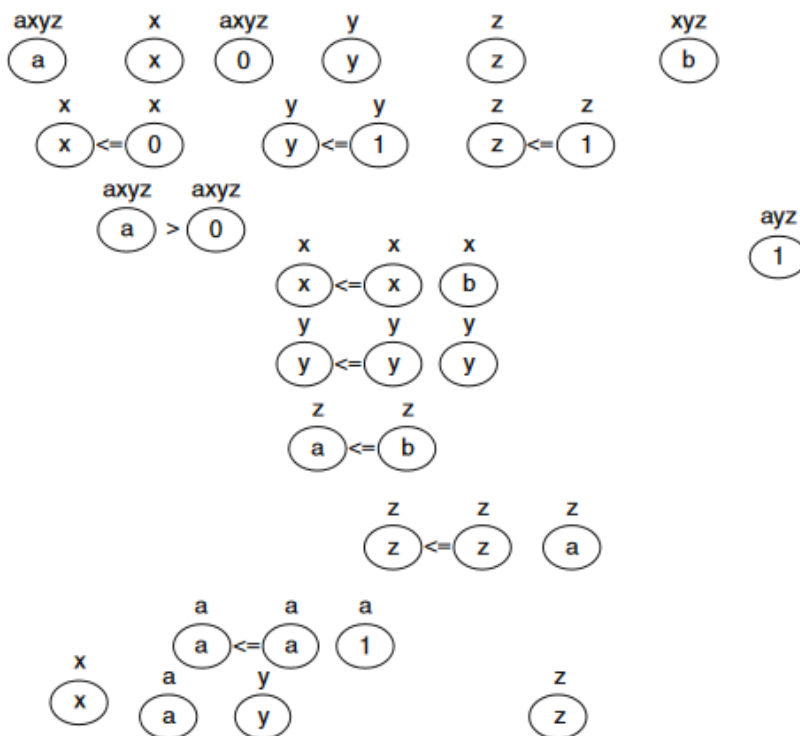 axyz x axyz y z xyz
a x 0 y z b
x x y y z z
x <= 0 y <= 1 z <= 1
axyz axyz
a > 0
ayz
1
x x x
x <= x b
y y y
y <= y y
z z
a <= b
z z z
z <= z a
a a a
a <= a 1
x
x
a y z
a y z